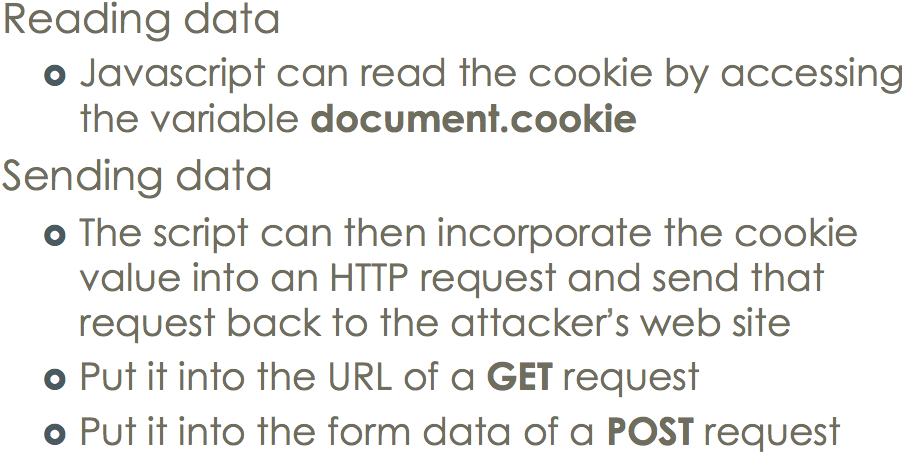 Reading data
Javascript can read the cookie by accessing
the variable document.cookie
Sending data
The script can then incorporate the cookie
value into an HTTP request and send that
request back to the attacker's web site
Put it into the URL of a GET request
Put it into the form data of a POST request